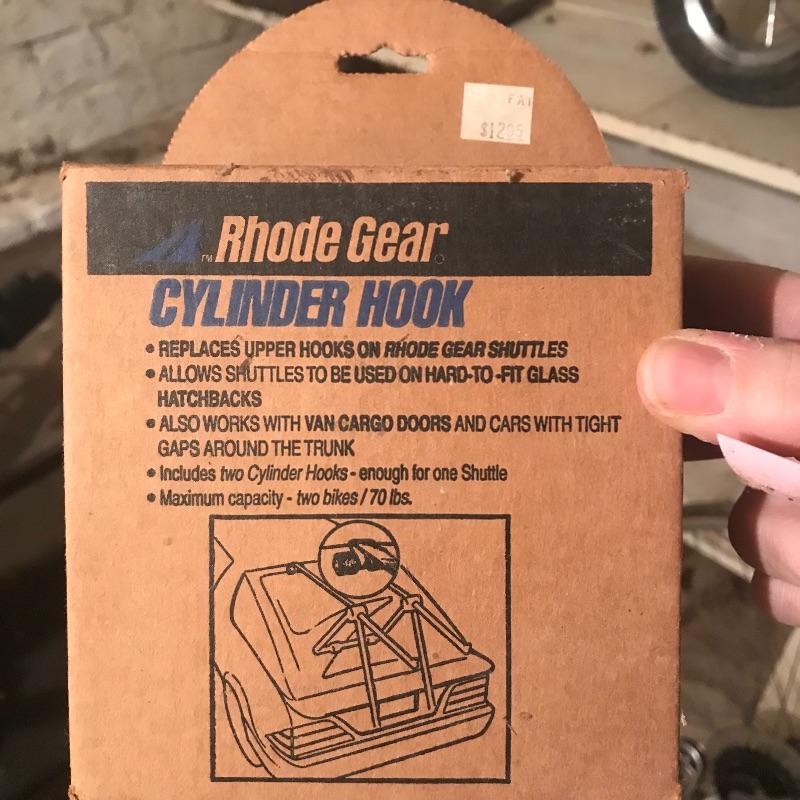 FAI
$12.95
™ Rhode Gear
CYLINDER HOOK
• REPLACES UPPER HOOKS ON RHODE GEAR SHUTTLES
• ALLOWS SHUTTLES TO BE USED ON HARD-TO -FIT GLASS
HATCHBACKS
• ALSO WORKS WITH VAN CARGO DOORS AND CARS WITH TIGHT
GAPS AROUND THE TRUNK
• Includes two Cylinder Hooks - enough for one Shuttle
• Maximum capacity - two bikes / 70 lbs.